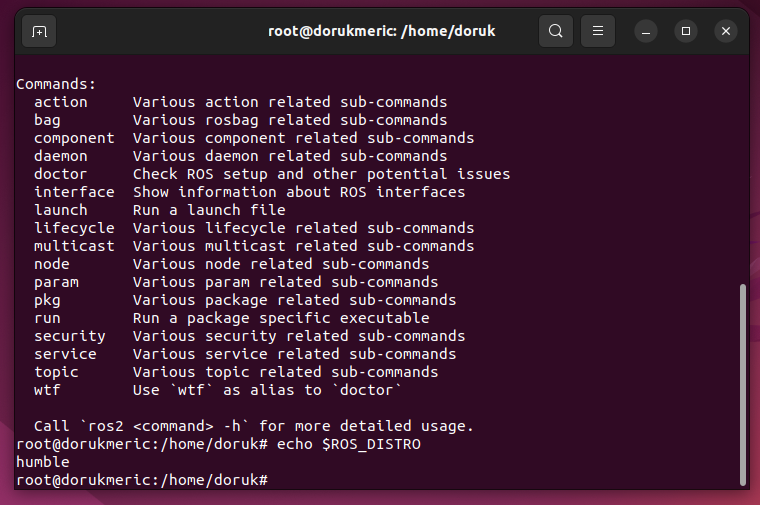 root@dorukmeric: /home/doruk
Commands:
  action     Various action related sub-commands
  bag        Various rosbag related sub-commands
  component  Various component related sub-commands
  daemon     Various daemon related sub-commands
  doctor     Check ROS setup and other potential issues
  interface  Show information about ROS interfaces
  launch     Run a launch file
  lifecycle  Various lifecycle related sub-commands
  multicast  Various multicast related sub-commands
  node       Various node related sub-commands
  param      Various param related sub-commands
  pkg        Various package related sub-commands
  run        Run a package specific executable
  security   Various security related sub-commands
  service    Various service related sub-commands
  topic      Various topic related sub-commands
  wtf        Use `wtf` as alias to `doctor`
  Call `ros2 <command> -h` for more detailed usage.
root@dorukmeric:/home/doruk# echo $ROS_DISTRO
humble
root@dorukmeric:/home/doruk#